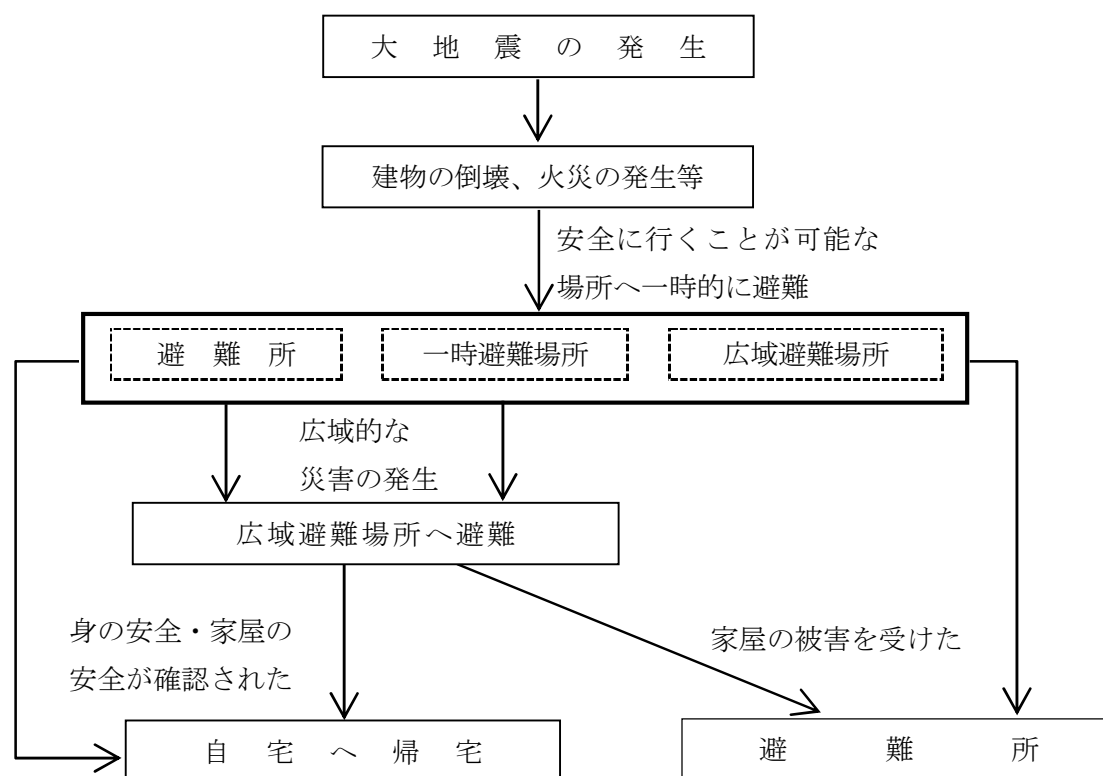 大地震の発生
建物の倒壊、火災の発生等
安全に行くことが可能な
場所へ一時的に避難
避難所
一時避難場所
広域避難場所
広域的な
災害の発生
広域避難場所へ避難
身の安全・家屋の
安全が確認された
家屋の被害を受けた
自宅へ帰宅
避難所